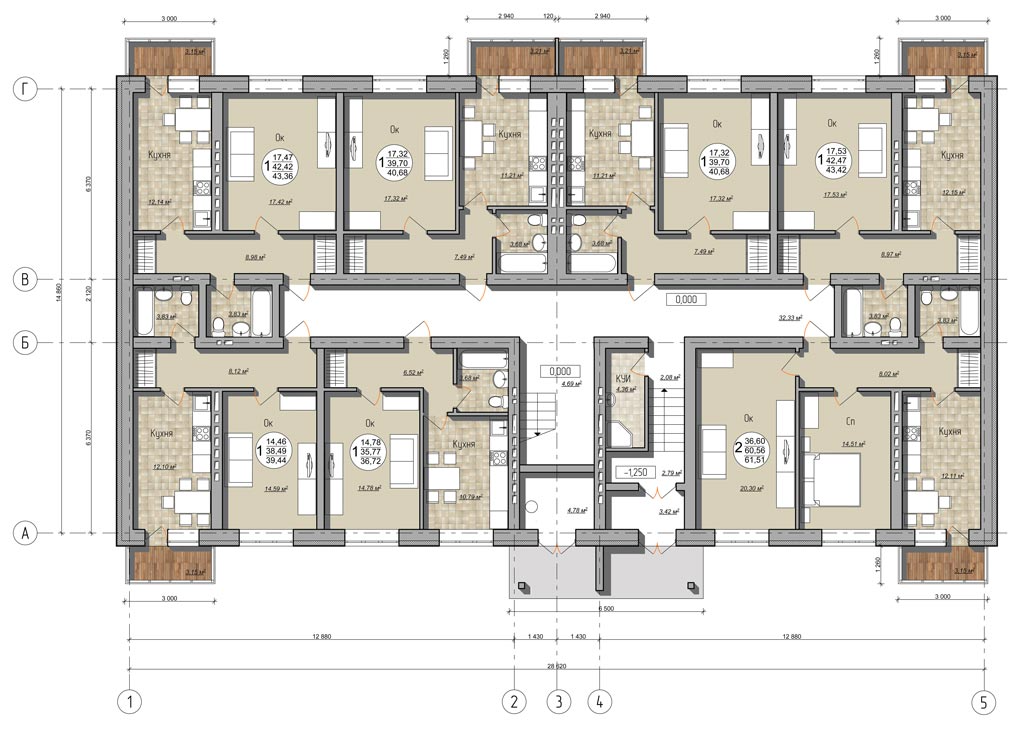 3 000
2 940
120
2 940
3 000
1 260
1 260
3,15 м²
3,21 м²
3,21 м²
3,15 м²
Г
Кухня
12,14 м²
Ок
1
17,47
42,42
43,36
17,42 м²
Ок
1
17,32
39,70
40,68
17,32 м²
Кухня
11,21 м²
Кухня
11,21 м²
Ок
1
17,32
39,70
40,68
17,32 м²
Ок
1
17,53
42,47
43,42
17,53 м²
Кухня
12,15 м²
6 370
8,98 м²
7,49 м²
3,68 м²
3,68 м²
7,49 м²
8,97 м²
В
14 860
2 120
3,83 м²
3,83 м²
0,000
32,33 м²
3,83 м²
3,83 м²
Б
8,12 м²
6,52 м²
3,68 м²
0,000
4,69 м²
КУИ
4,36 м²
2,08 м²
8,02 м²
6 370
Кухня
12,10 м²
Ок
1
14,46
38,49
39,44
14,59 м²
Ок
1
14,78
35,77
36,72
14,78 м²
Кухня
10,79 м²
-1,250
2,79 м²
4,78 м²
3,42 м²
Ок
2
36,60
60,56
61,51
20,30 м²
Сп
14,51 м²
Кухня
12,11 м²
А
3,15 м²
3,15 м²
1 260
3 000
6 500
3 000
12 880
1 430
1 430
12 880
28 620
1
2
3
4
5